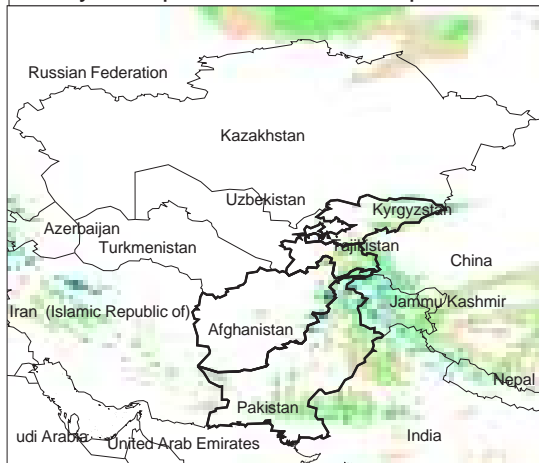 Russian Federation
Kazakhstan
Uzbekistan
Kyrgyzstan
Azerbaijan
Turkmenistan
Tajikistan
China
Iran (Islamic Republic of)
Jammu Kashmir
Afghanistan
Nepal
Pakistan
udi Arabia
United Arab Emirates
India